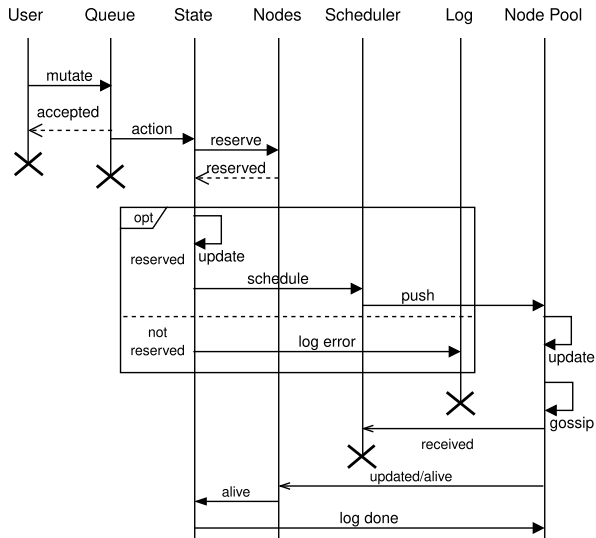 User Queue State Nodes Scheduler Log Node Pool
mutate
accepted
action
reserve
reserved
opt
reserved
update
schedule
push
not
reserved
log error
update
gossip
received
updated/alive
alive
log done